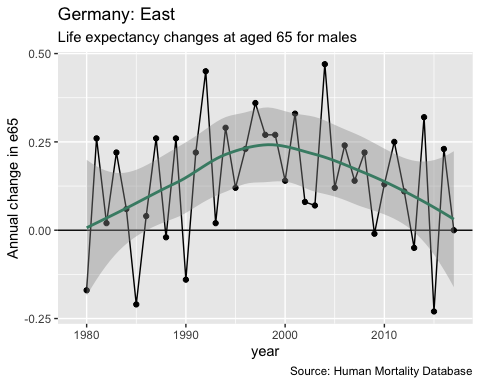 Germany: East
Life expectancy changes at aged 65 for males
Annual change in e65
0.50
0.25
0.00
-0.25
1980
1990
2000
2010
year
Source: Human Mortality Database